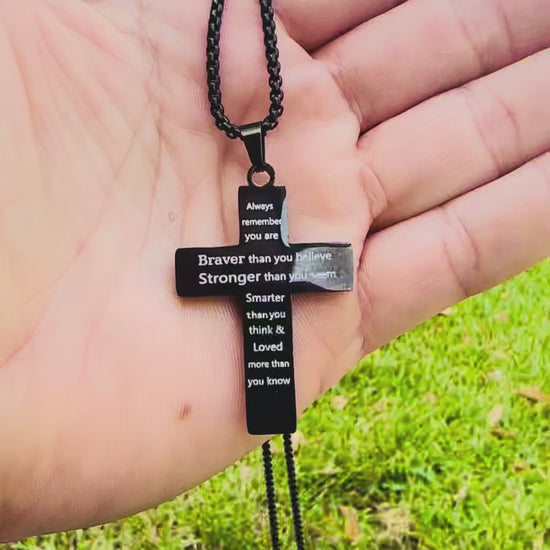 Always
remember
you are
Braver than you believe
Stronger than you seem
Smarter
than you
think &
Loved
more than
you know